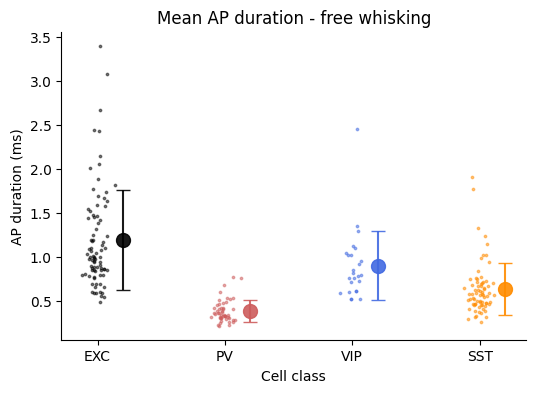 Mean AP duration - free whisking
AP duration (ms)
3.5
3.0
2.5
2.0
1.5
1.0
0.5
EXC PV VIP SST
Cell class